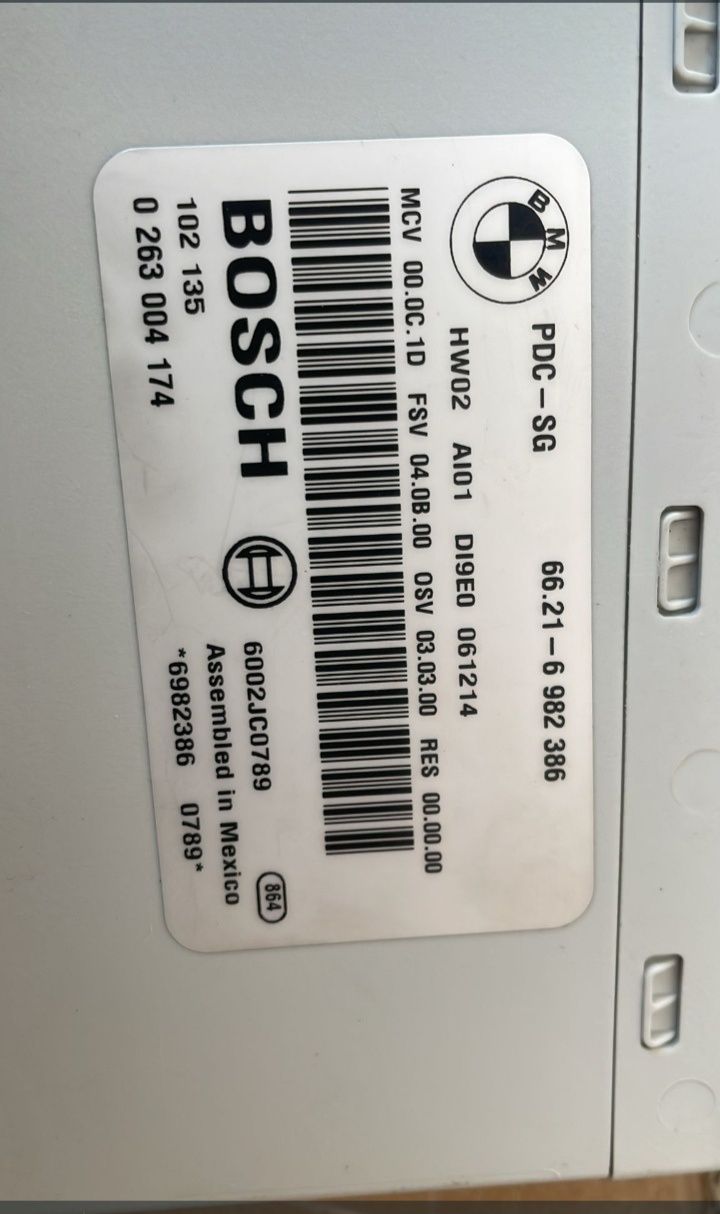 BMW
PDC-SG 66.21-6 982 386
HW02 AI01 DI9E0 061214
MCV 00.0C.1D FSV 04.0B.00 OSV 03.03.00 RES 00.00.00
BOSCH 6002JC0789 864
102 135 Assembled in Mexico
0 263 004 174 *6982386 0789*